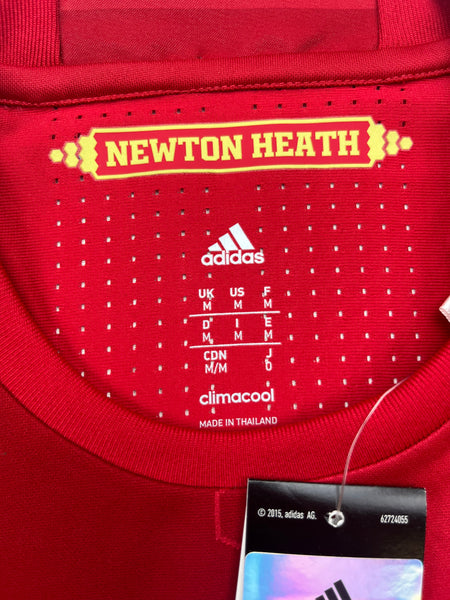 NEWTON HEATH
adidas
UK US F
M M M
D I E
M M M
CDN J
M/M O
climacool
MADE IN THAILAND
© 2015, adidas AG. 62724055